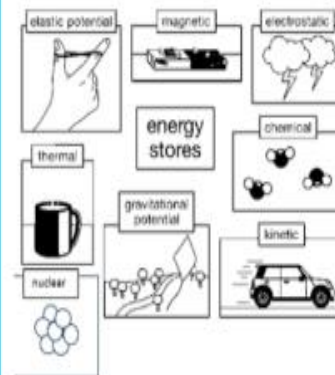 elastic potential
magnetic
electrostatic
energy
stores
chemical
thermal
gravitational
potential
kinetic
nuclear